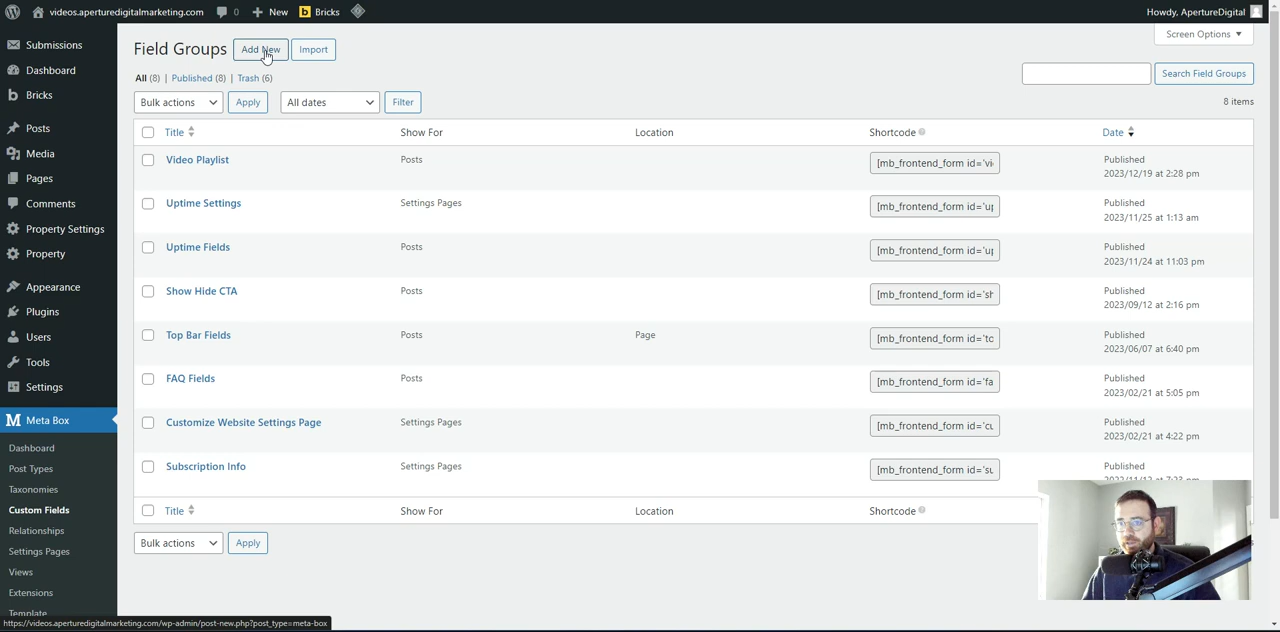 videos.aperturedigitalmarketing.com 0 New b Bricks Howdy, ApertureDigital
Screen Options
Submissions
Dashboard
b Bricks
Posts
Media
Pages
Comments
Property Settings
Property
Appearance
Plugins
Users
Tools
Settings
M Meta Box
Dashboard
Post Types
Taxonomies
Custom Fields
Relationships
Settings Pages
Views
Extensions
Template
Field Groups Add New Import
All (8) | Published (8) | Trash (6)
Search Field Groups
Bulk actions Apply All dates Filter
8 items
Title Show For Location Shortcode Date
Video Playlist Posts [mb_frontend_form id='vi Published
2023/12/19 at 2:28 pm
Uptime Settings Settings Pages [mb_frontend_form id='up Published
2023/11/25 at 1:13 am
Uptime Fields Posts [mb_frontend_form id='up Published
2023/11/24 at 11:03 pm
Show Hide CTA Posts [mb_frontend_form id='sh Published
2023/09/12 at 2:16 pm
Top Bar Fields Posts Page [mb_frontend_form id='to Published
2023/06/07 at 6:40 pm
FAQ Fields Posts [mb_frontend_form id='fa Published
2023/02/21 at 5:05 pm
Customize Website Settings Page Settings Pages [mb_frontend_form id='cu Published
2023/02/21 at 4:22 pm
Subscription Info Settings Pages [mb_frontend_form id='su Published
Title Show For Location Shortcode
Bulk actions Apply
https://videos.aperturedigitalmarketing.com/wp-admin/post-new.php?post_type=meta-box